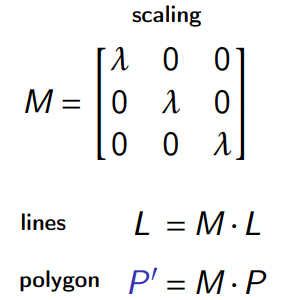 scaling
M = [λ 0 0
0 λ 0
0 0 λ]
lines L = M · L
polygon P′ = M · P